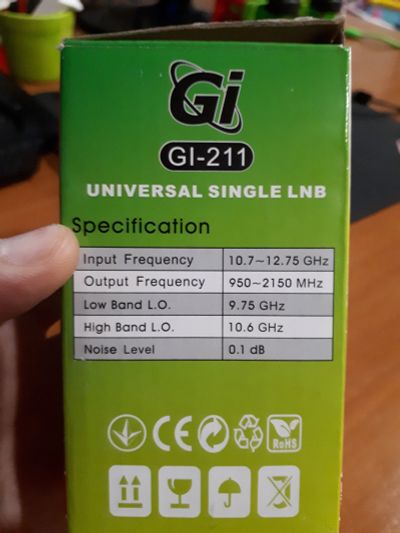 Gi
GI-211
UNIVERSAL SINGLE LNB
Specification
Input Frequency 10.7~12.75 GHz
Output Frequency 950~2150 MHz
Low Band L.O. 9.75 GHz
High Band L.O. 10.6 GHz
Noise Level 0.1 dB
CE
RoHS